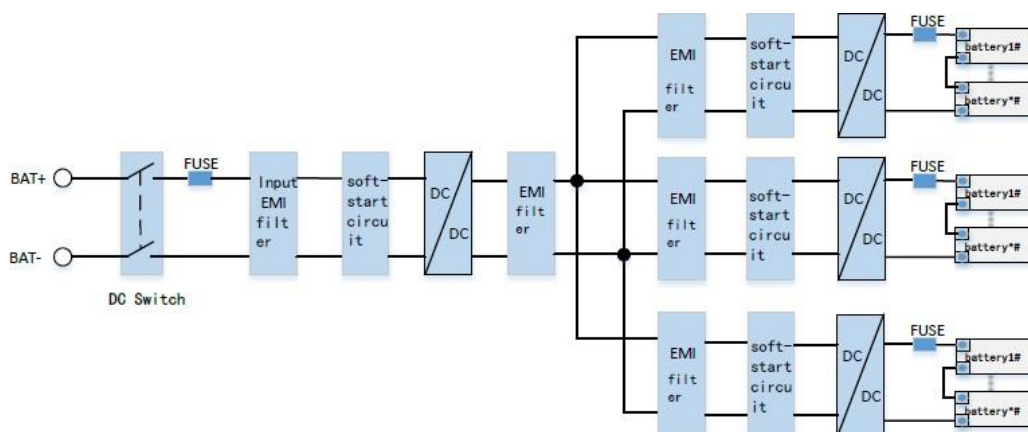 FUSE
EMI
filt
er
soft-
start
circu
it
DC
DC
battery1#
battery*#
BAT+
BAT-
DC Switch
FUSE
Input
EMI
filt
er
soft-
start
circu
it
DC
DC
EMI
filt
er
FUSE
EMI
filt
er
soft-
start
circu
it
DC
DC
battery1#
battery*#
FUSE
EMI
filt
er
soft-
start
circu
it
DC
DC
battery1#
battery*#